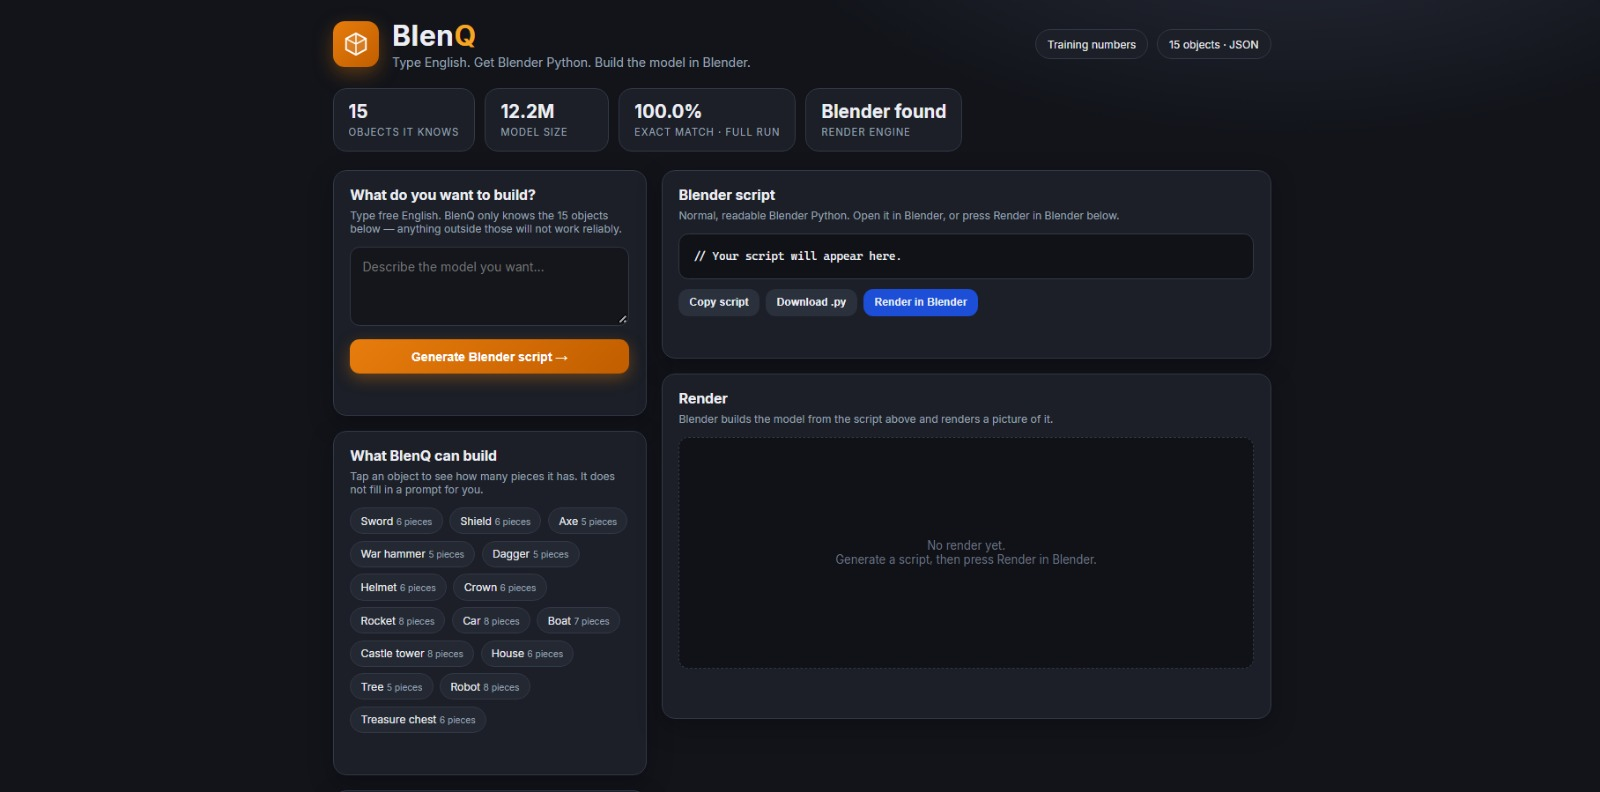 BlenQ
Type English. Get Blender Python. Build the model in Blender.
Training numbers
15 objects · JSON
15
OBJECTS IT KNOWS
12.2M
MODEL SIZE
100.0%
EXACT MATCH · FULL RUN
Blender found
RENDER ENGINE
What do you want to build?
Type free English. BlenQ only knows the 15 objects
below — anything outside those will not work reliably.
Describe the model you want...
Generate Blender script →
What BlenQ can build
Tap an object to see how many pieces it has. It does
not fill in a prompt for you.
Sword 6 pieces
Shield 6 pieces
Axe 5 pieces
War hammer 5 pieces
Dagger 5 pieces
Helmet 6 pieces
Crown 6 pieces
Rocket 8 pieces
Car 8 pieces
Boat 7 pieces
Castle tower 8 pieces
House 6 pieces
Tree 5 pieces
Robot 8 pieces
Treasure chest 6 pieces
Blender script
Normal, readable Blender Python. Open it in Blender, or press Render in Blender below.
// Your script will appear here.
Copy script
Download .py
Render in Blender
Render
Blender builds the model from the script above and renders a picture of it.
No render yet.
Generate a script, then press Render in Blender.